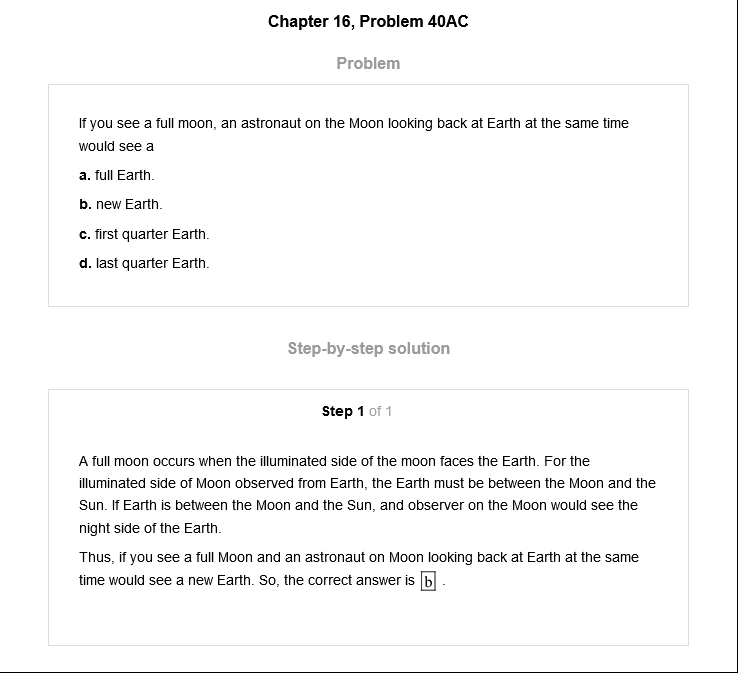 Chapter 16, Problem 40AC
Problem
If you see a full moon, an astronaut on the Moon looking back at Earth at the same time
would see a
a. full Earth.
b. new Earth.
c. first quarter Earth.
d. last quarter Earth.
Step-by-step solution
Step 1 of 1
A full moon occurs when the illuminated side of the moon faces the Earth. For the
illuminated side of Moon observed from Earth, the Earth must be between the Moon and the
Sun. If Earth is between the Moon and the Sun, and observer on the Moon would see the
night side of the Earth.
Thus, if you see a full Moon and an astronaut on Moon looking back at Earth at the same
time would see a new Earth. So, the correct answer is b .